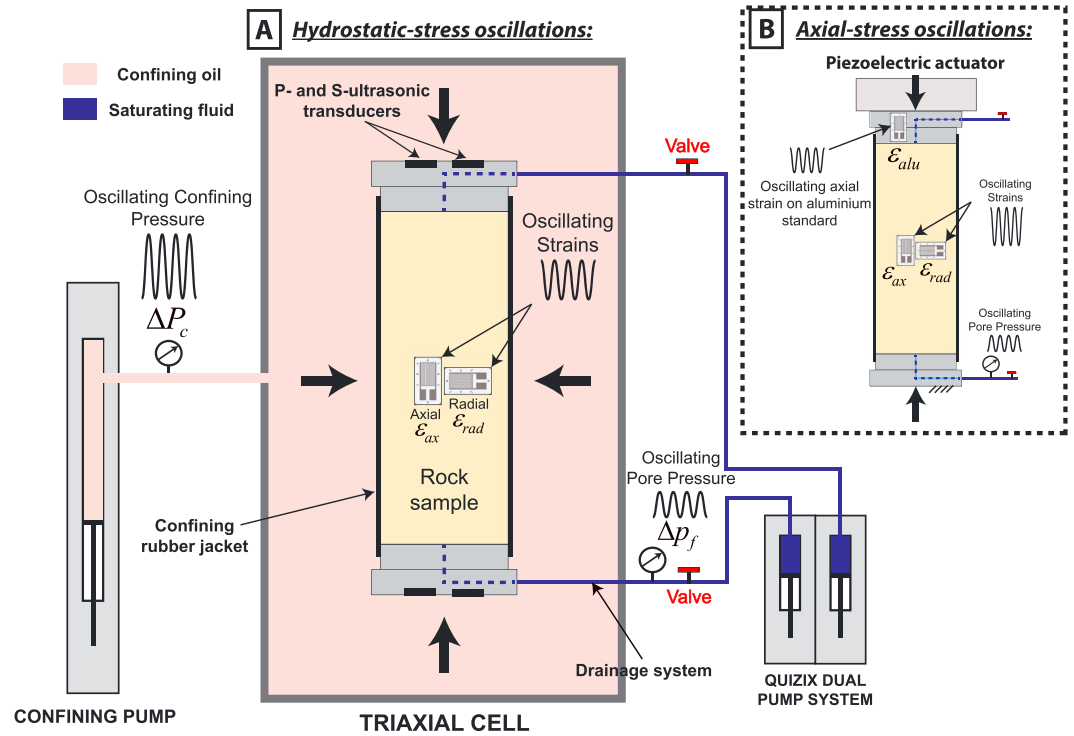 A Hydrostatic-stress oscillations:
Confining oil
Saturating fluid
P- and S-ultrasonic
transducers
Oscillating Confining
Pressure
ΔP_c
Oscillating
Strains
Axial
ε_ax
Radial
ε_rad
Rock
sample
Confining
rubber jacket
Valve
Oscillating
Pore Pressure
Δp_f
Valve
Drainage system
CONFINING PUMP
TRIAXIAL CELL
QUIZIX DUAL
PUMP SYSTEM
B Axial-stress oscillations:
Piezoelectric actuator
ε_alu
Oscillating axial
strain on aluminium
standard
Oscillating
Strains
ε_ax
ε_rad
Oscillating
Pore Pressure